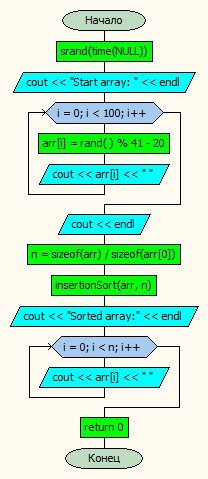 Начало
srand(time(NULL))
cout << "Start array: " << endl
i = 0; i < 100; i++
arr[i] = rand( ) % 41 - 20
cout << arr[i] << " "
cout << endl
n = sizeof(arr) / sizeof(arr[0])
insertionSort(arr, n)
cout << "Sorted array:" << endl
i = 0; i < n; i++
cout << arr[i] << " "
return 0
Конец